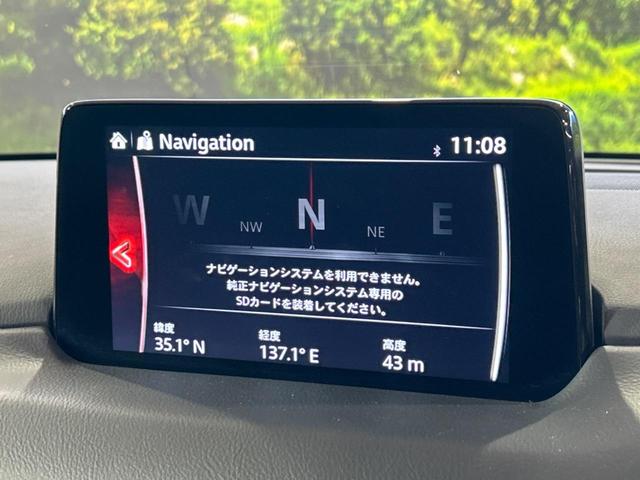 Navigation
11:08
W NW N NE E
ナビゲーションシステムを利用できません。
純正ナビゲーションシステム専用の
SDカードを装着してください。
緯度 経度 高度
35.1° N 137.1° E 43 m